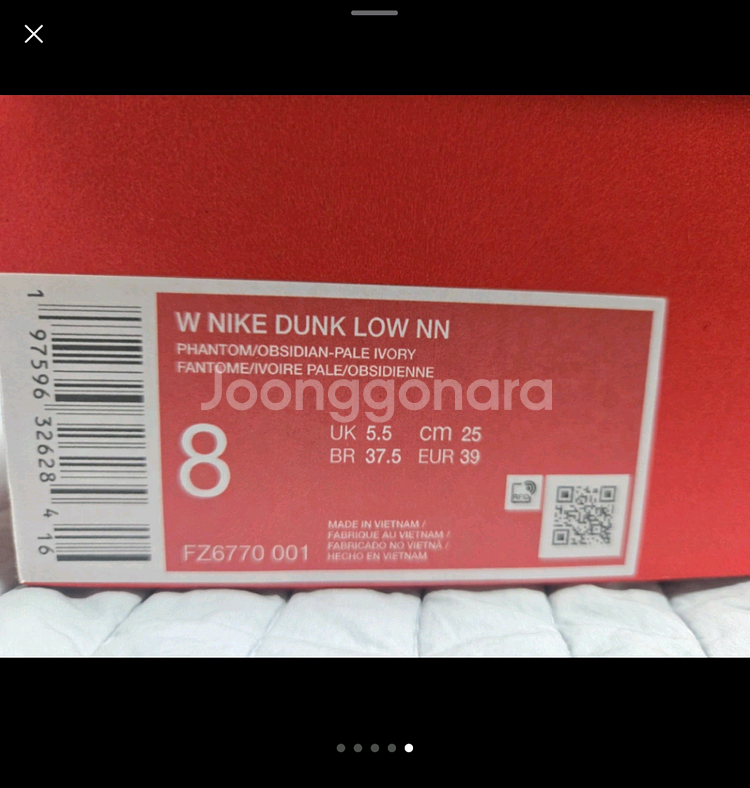 W NIKE DUNK LOW NN
PHANTOM/OBSIDIAN-PALE IVORY
FANTOME/IVOIRE PALE/OBSIDIENNE
Joonggonara
8
UK 5.5 cm 25
BR 37.5 EUR 39
RFID
MADE IN VIETNAM /
FABRIQUE AU VIETNAM /
FABRICADO NO VIETNÃ /
HECHO EN VIETNAM
FZ6770 001
1 97596 32628 4 16